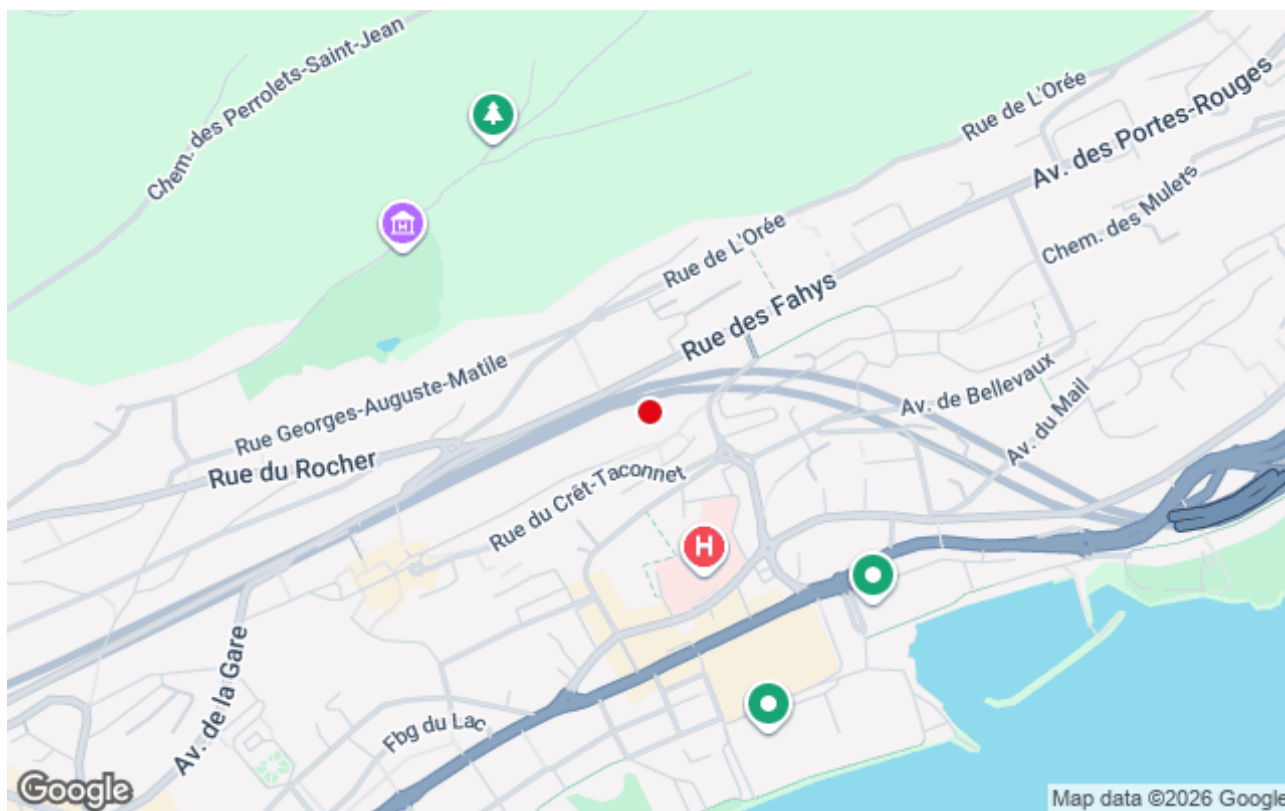 Chem. des Perrolets-Saint-Jean
Rue de L'Orée
Av. des Portes-Rouges
Chem. des Mulets
Rue de L'Orée
Rue des Fahys
Rue Georges-Auguste-Matile
Av. de Bellevaux
Av. du Mail
Rue du Rocher
Rue du Crêt-Taconnet
H
Av. de la Gare
Fbg du Lac
Google
Map data ©2026 Google